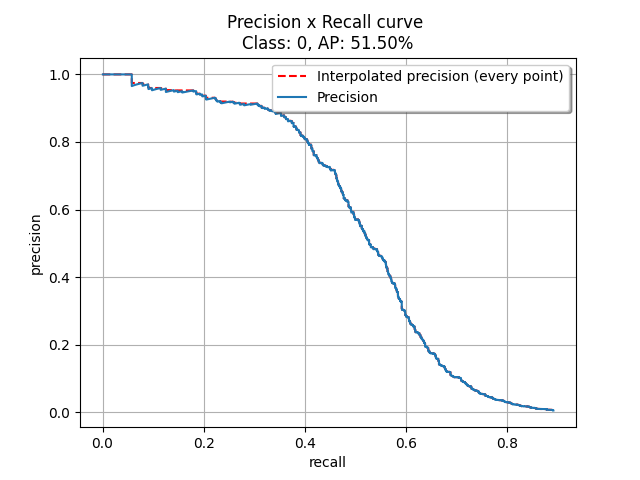 Precision x Recall curve
Class: 0, AP: 51.50%
Interpolated precision (every point)
Precision
1.0
0.8
0.6
0.4
0.2
0.0
precision
0.0 0.2 0.4 0.6 0.8
recall